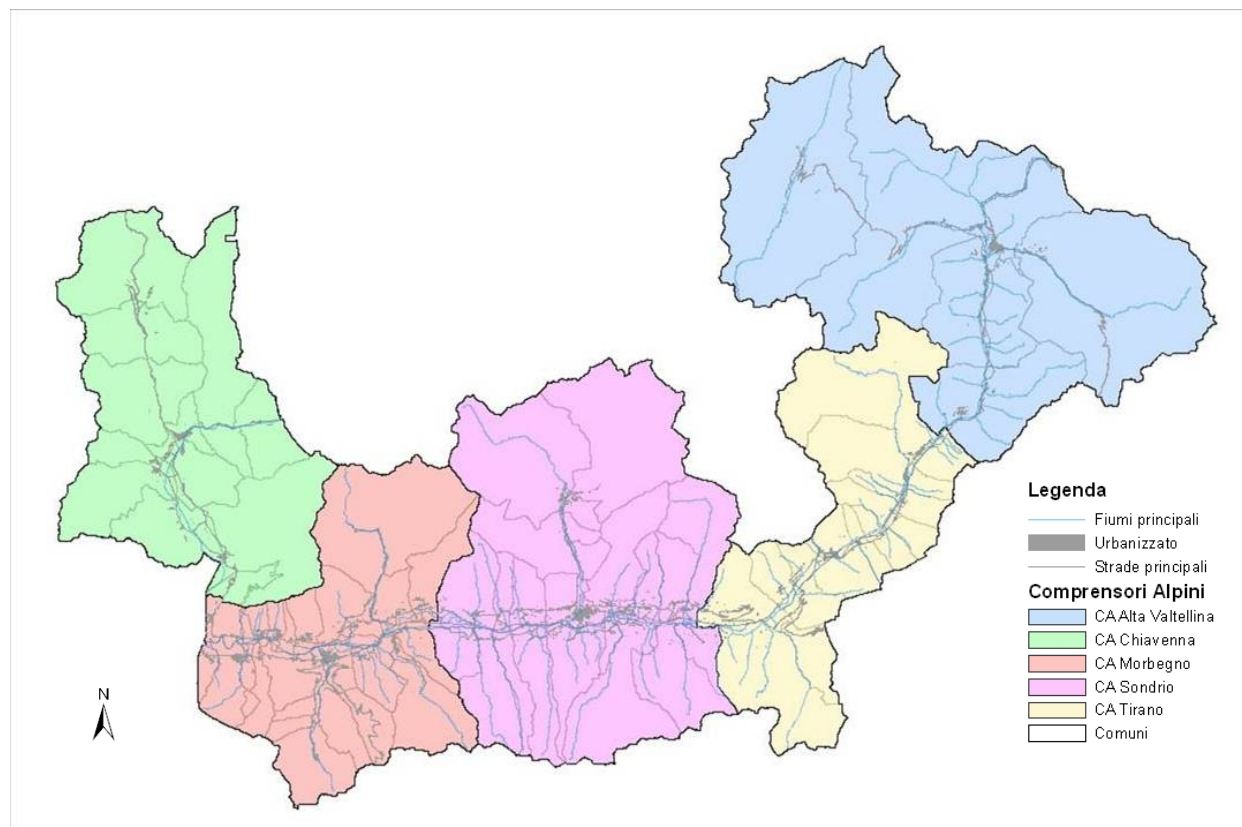 Legenda
Fiumi principali
Urbanizzato
Strade principali
Comprensori Alpini
CA Alta Valtellina
CA Chiavenna
CA Morbegno
CA Sondrio
CA Tirano
Comuni
N